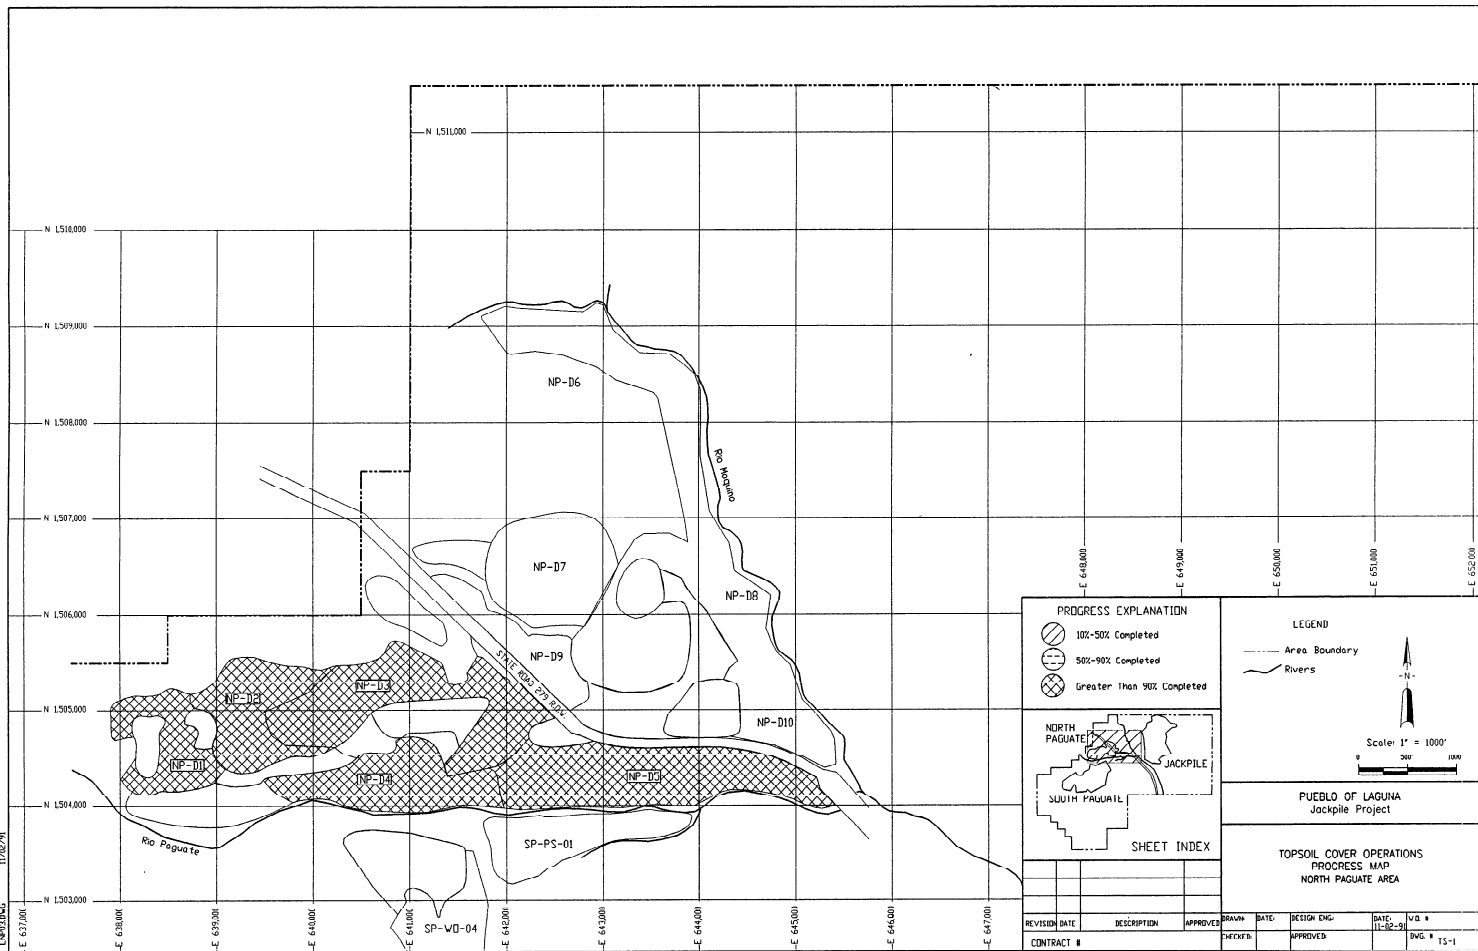 N 1,511,000
N 1,510,000
N 1,509,000
N 1,508,000
N 1,507,000
N 1,506,000
N 1,505,000
N 1,504,000
N 1,503,000
NP-D6
Rio Moquino
NP-D7
NP-D8
NP-D9
STATE ROAD 279 R.O.W.
NP-D3
NP-D2
NP-D10
NP-D1
NP-D4
NP-D5
Rio Paguate
SP-PS-01
SP-WD-04
E 637,000
E 638,000
E 639,000
E 640,000
E 641,000
E 642,000
E 643,000
E 644,000
E 645,000
E 646,000
E 647,000
E 648,000
E 649,000
E 650,000
E 651,000
E 652,000
11/02/91
PROGRESS EXPLANATION
10%-50% Completed
50%-90% Completed
Greater Than 90% Completed
LEGEND
Area Boundary
Rivers
-N-
Scale: 1" = 1000'
0 500 1000
NORTH
PAGUATE
JACKPILE
SOUTH PAGUATE
SHEET INDEX
PUEBLO OF LAGUNA
Jackpile Project
TOPSOIL COVER OPERATIONS
PROGRESS MAP
NORTH PAGUATE AREA
REVISION DATE DESCRIPTION APPROVED
CONTRACT #
DRAWN: DATE: DESIGN ENG: DATE: 11-02-91 W.O. #
CHECKED: APPROVED: DWG. # TS-1